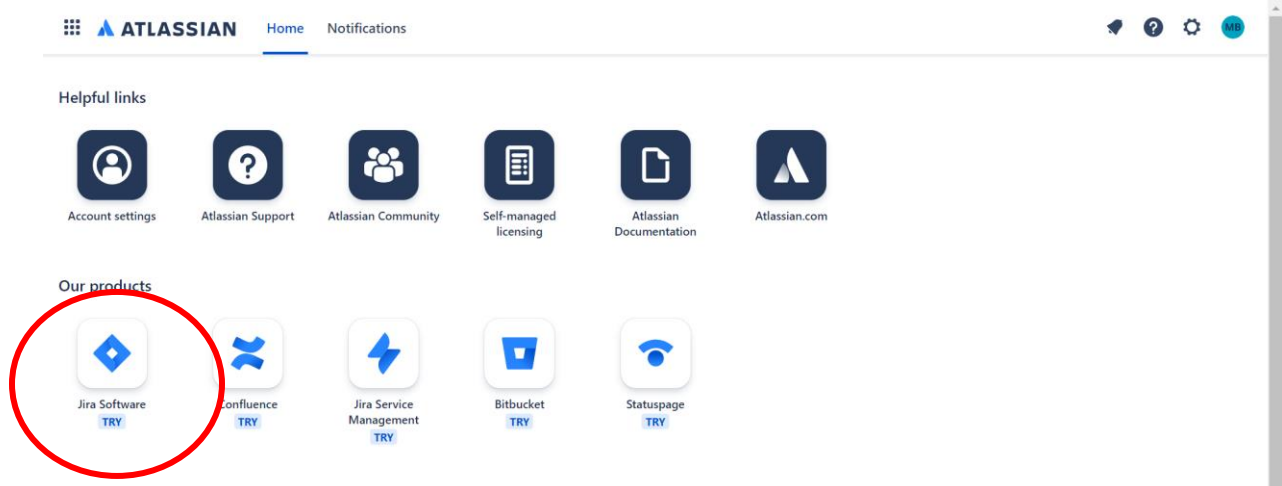 ATLASSIAN Home Notifications MB
Helpful links
Account settings Atlassian Support Atlassian Community Self-managed licensing Atlassian Documentation Atlassian.com
Our products
Jira Software TRY
Confluence TRY
Jira Service Management TRY
Bitbucket TRY
Statuspage TRY